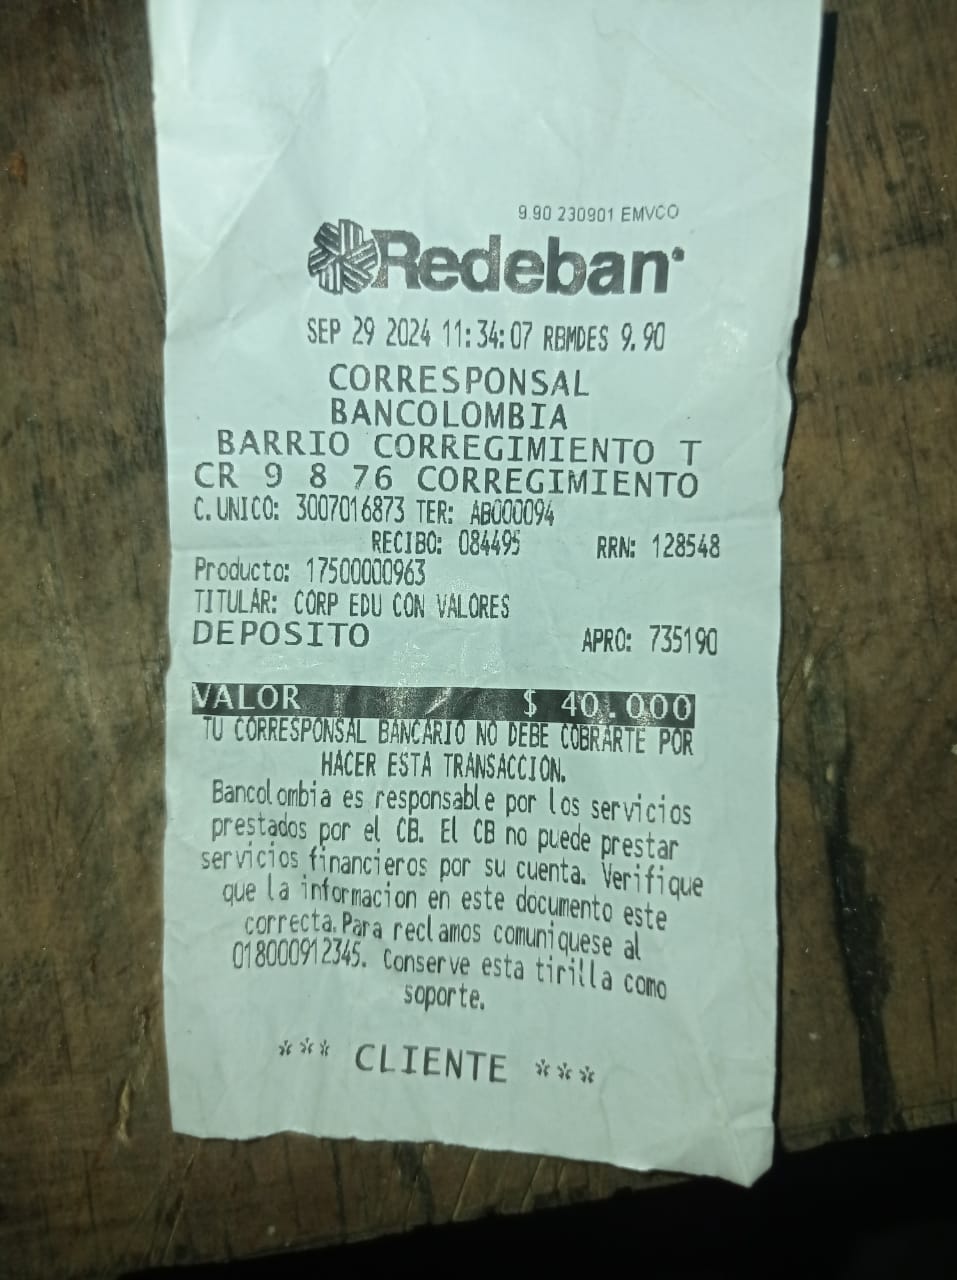 9.90 230901 EMVCO
Redeban
SEP 29 2024 11:34:07 RBMDES 9.90
CORRESPONSAL
BANCOLOMBIA
BARRIO CORREGIMIENTO T
CR 9 8 76 CORREGIMIENTO
C.UNICO: 3007016873 TER: AB000094
RECIBO: 084495 RRN: 128548
Producto: 17500000963
TITULAR: CORP EDU CON VALORES
DEPOSITO APRO: 735190
VALOR $ 40.000
TU CORRESPONSAL BANCARIO NO DEBE COBRARTE POR
HACER ESTA TRANSACCION.
Bancolombia es responsable por los servicios
prestados por el CB. El CB no puede prestar
servicios financieros por su cuenta. Verifique
que la informacion en este documento este
correcta.Para reclamos comuniquese al
018000912345. Conserve esta tirilla como
soporte.
*** CLIENTE ***